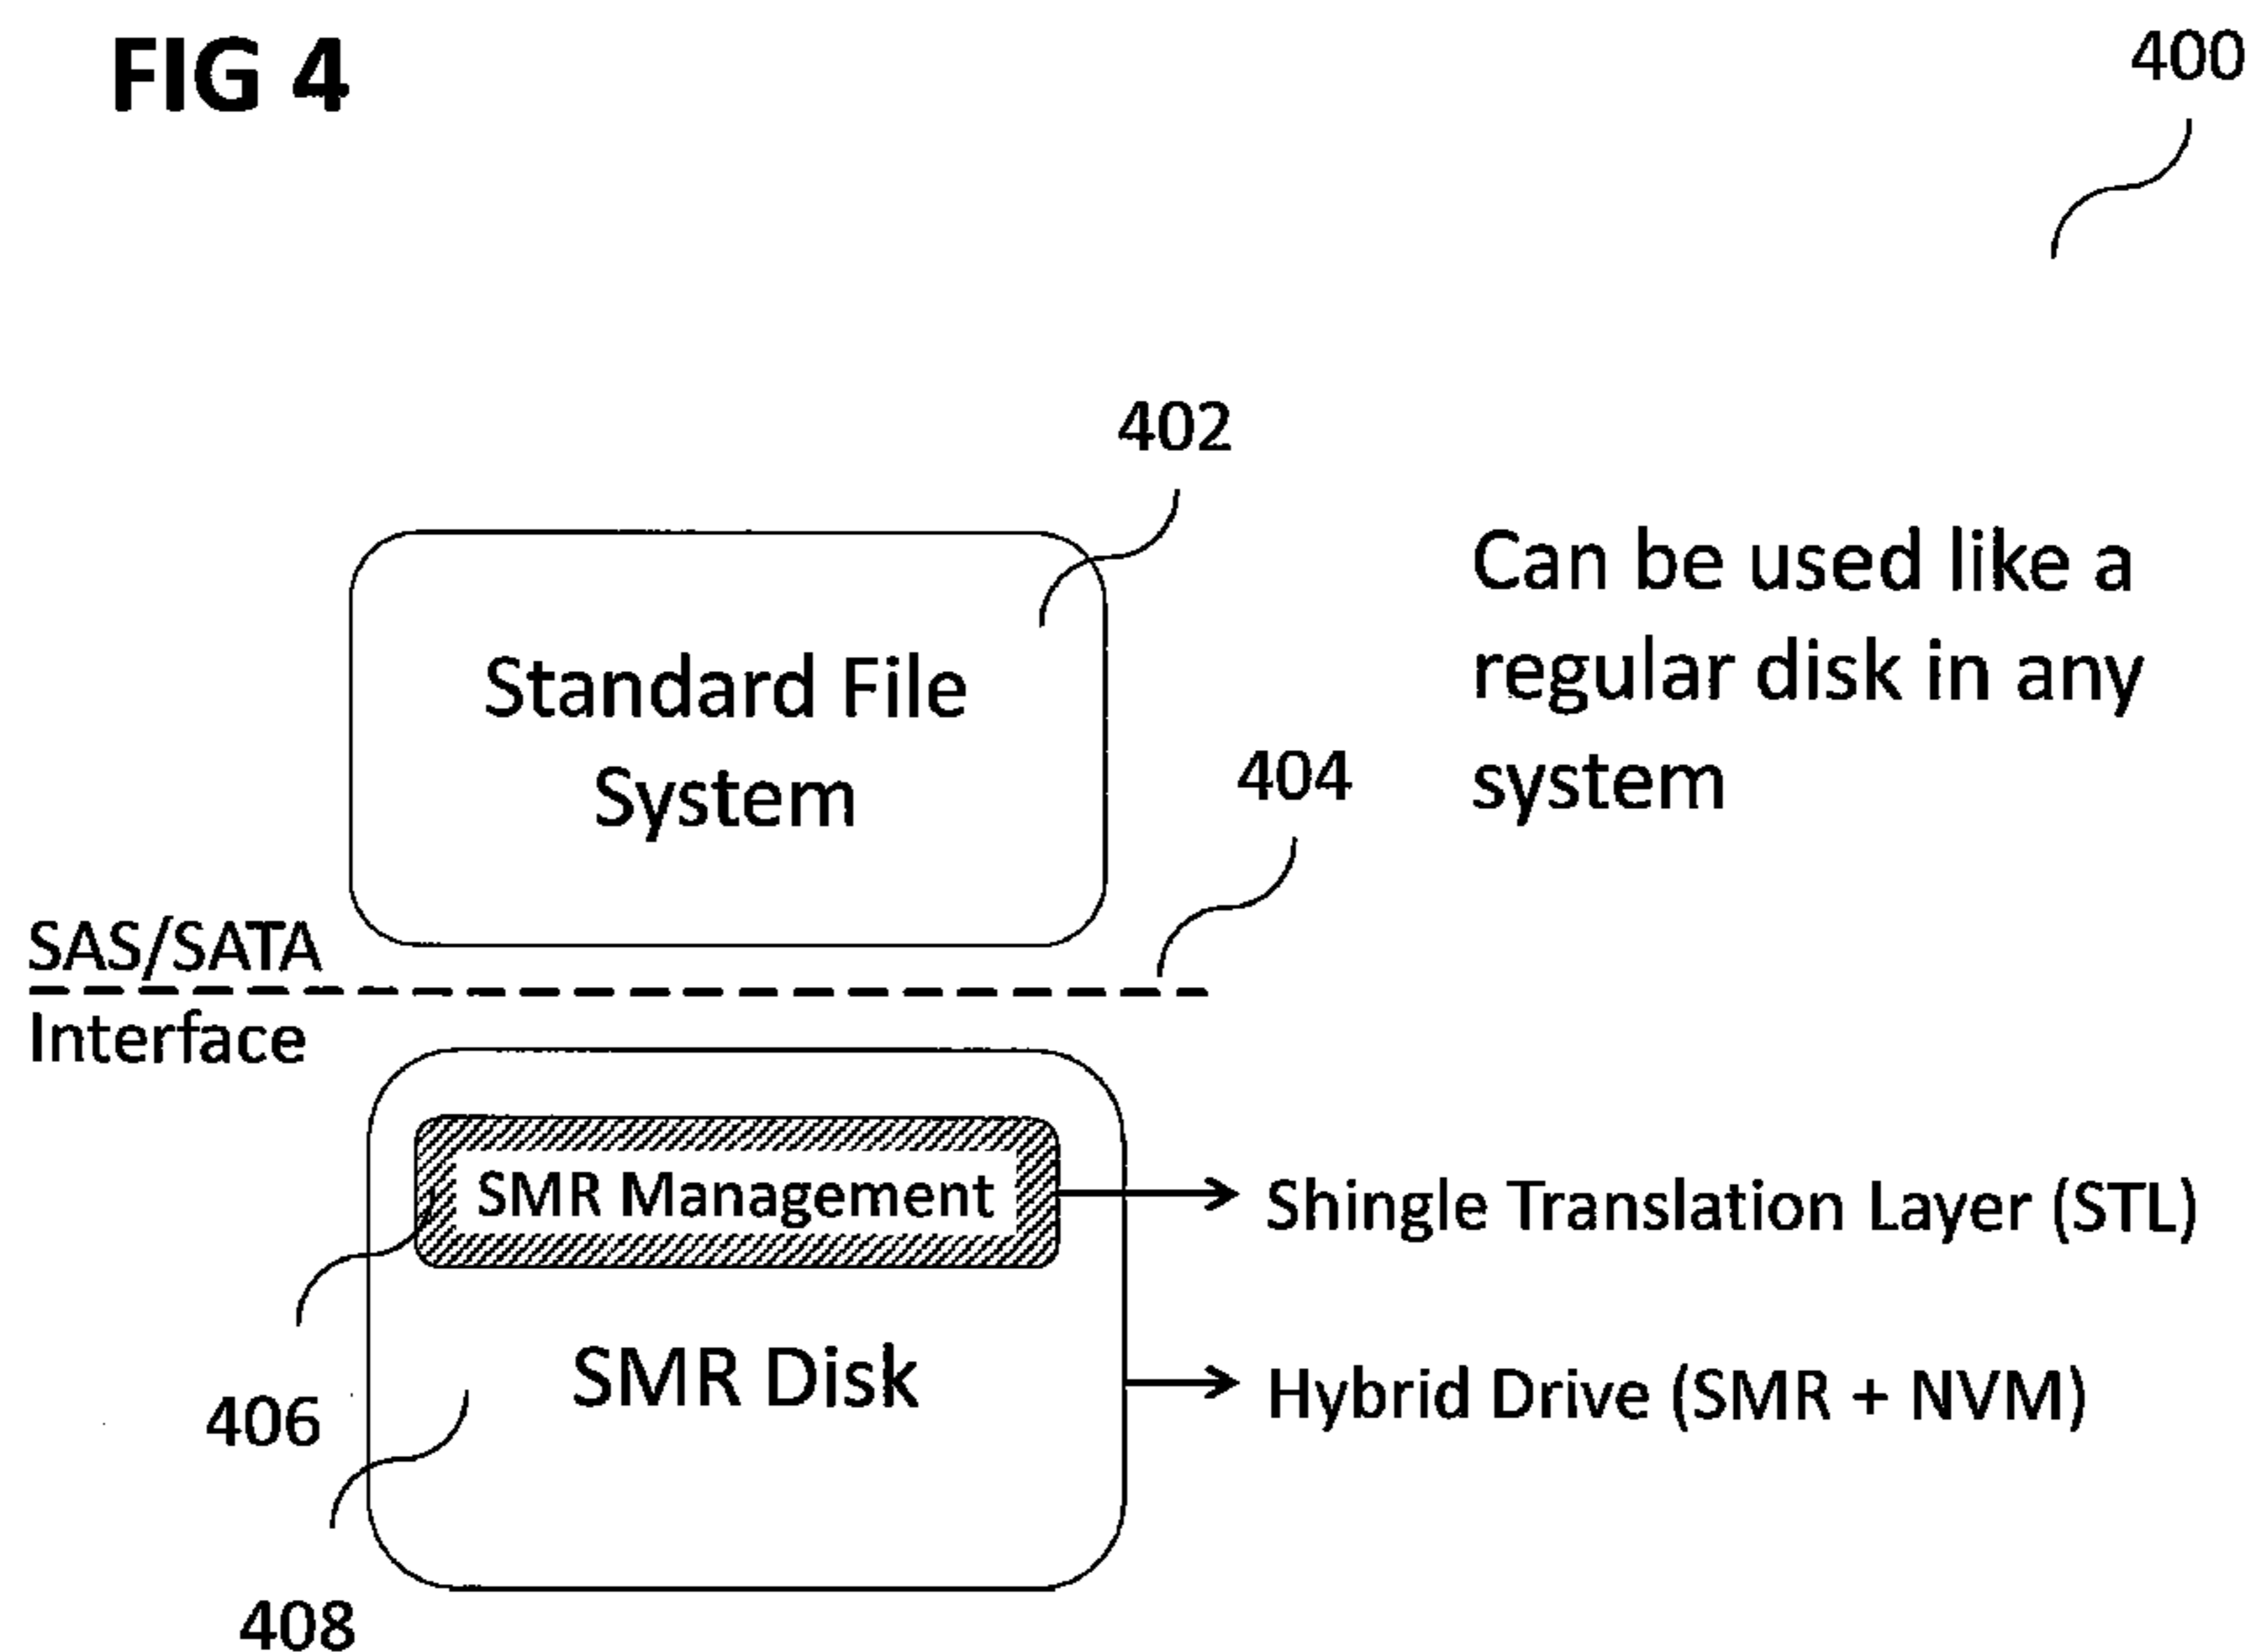 FIG 4
400
402
Can be used like a
regular disk in any
system
Standard File
System
404
SAS/SATA
Interface
SMR Management
Shingle Translation Layer (STL)
SMR Disk
Hybrid Drive (SMR + NVM)
406
408